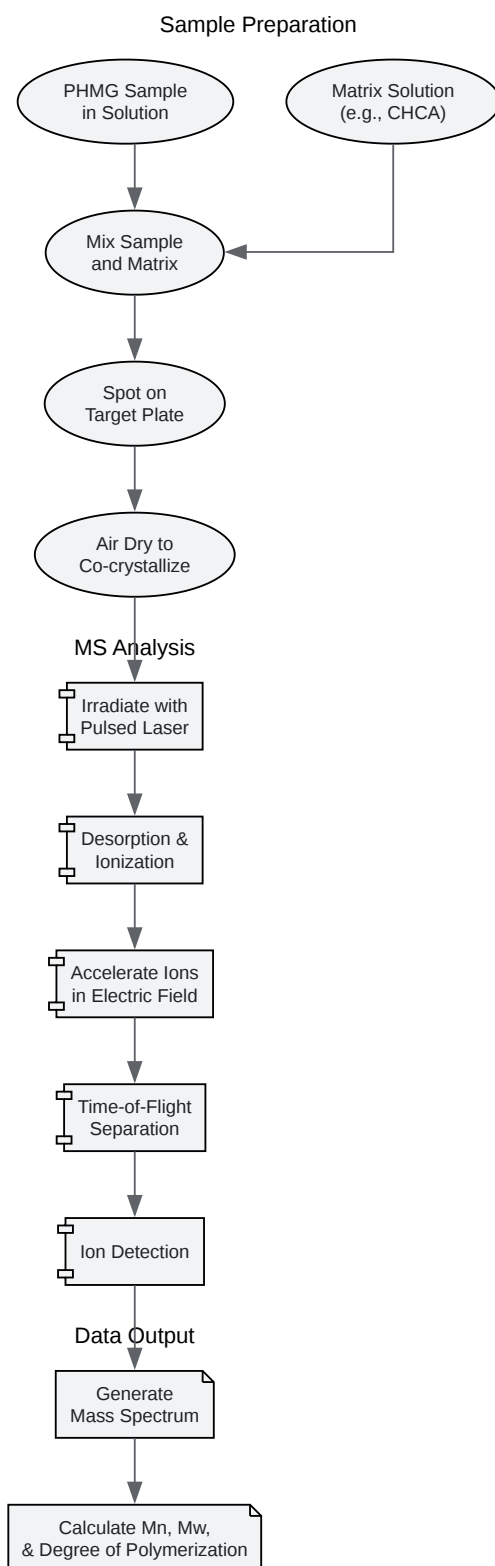 Sample Preparation
PHMG Sample
in Solution
Matrix Solution
(e.g., CHCA)
Mix Sample
and Matrix
Spot on
Target Plate
Air Dry to
Co-crystallize
MS Analysis
Irradiate with
Pulsed Laser
Desorption &
Ionization
Accelerate Ions
in Electric Field
Time-of-Flight
Separation
Ion Detection
Data Output
Generate
Mass Spectrum
Calculate Mn, Mw,
& Degree of Polymerization